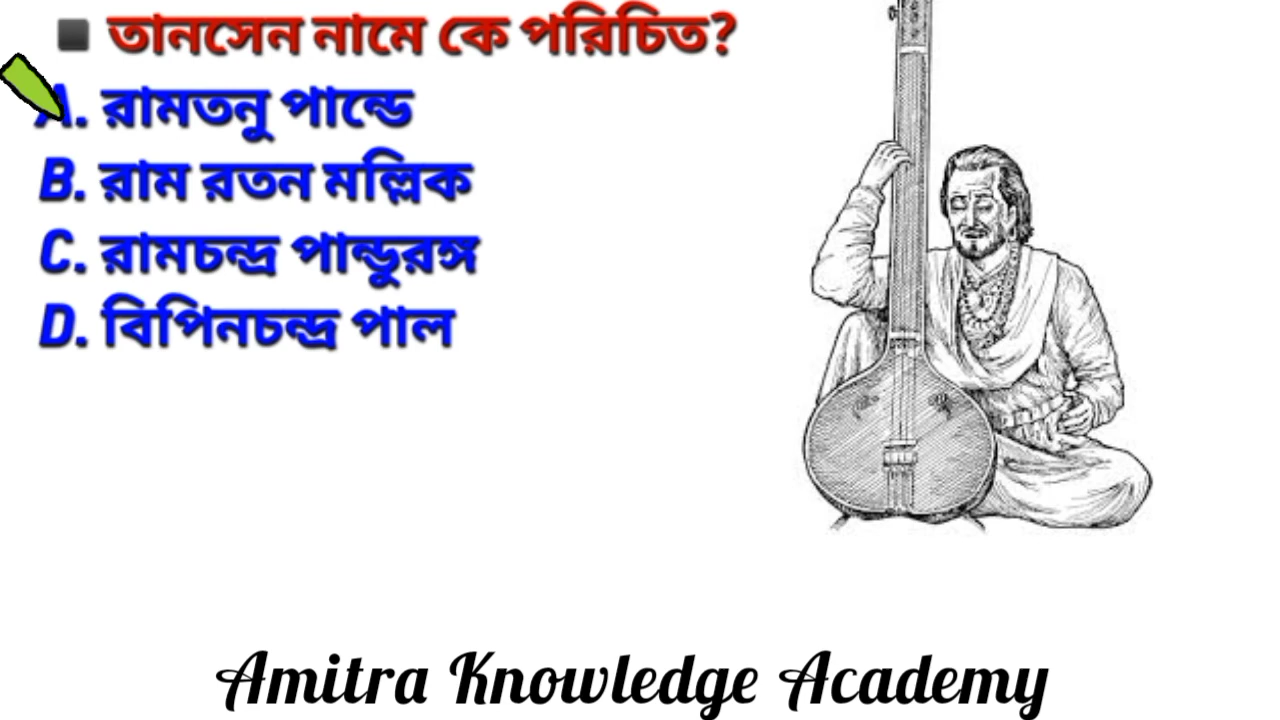 তানসেন নামে কে পরিচিত?
A. রামতনু পান্ডে
B. রাম রতন মল্লিক
C. রামচন্দ্র পান্ডুরঙ্গ
D. বিপিনচন্দ্র পাল
Amitra Knowledge Academy